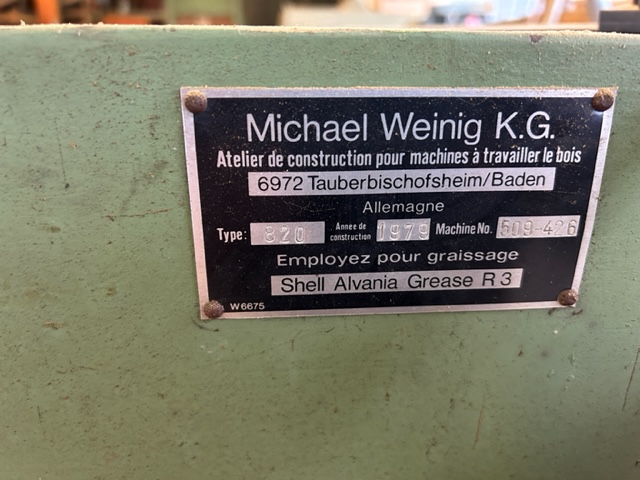 Michael Weinig K.G.
Atelier de construction pour machines à travailler le bois
6972 Tauberbischofsheim/Baden
Allemagne
Type: 820 Année de construction 1979 Machine No. 509-426
Employez pour graissage
Shell Alvania Grease R 3
W6675